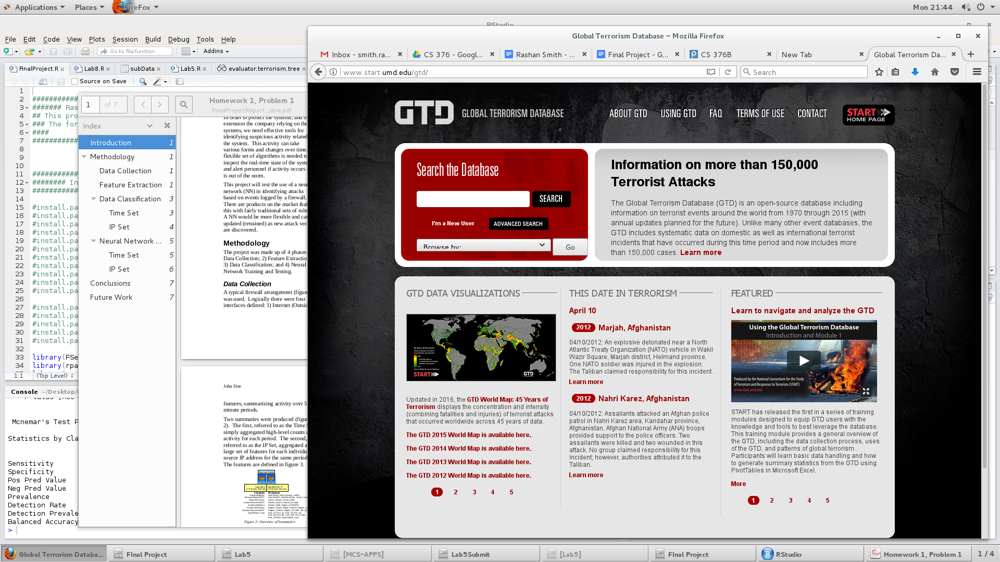 Applications
Places
FireFox
Mon 21:44
RStudio
File Edit Code View Plots Session Build Debug Tools Help
Go to file/function
Addins
FinalProject.R
Lab8.R
subData
Lab5.R
evaluator.terrorism.tree
Source on Save
1
2 ############
3 ####### Ras
4 ## This pro
5 ### The for
6 ####
7 ############
8
9
10
11 ############
12 ######## In
13 ############
14
15 #install.pa
16 #install.pa
17 #install.pa
18 #install.pa
19 #install.pa
20 #install.pa
21 #install.pa
22 #install.pa
23 #install.pa
24 #install.pa
25 #install.pa
26
27 #install.pa
28 #install.pa
29 #install.pa
30 #install.pa
31 #install.pa
32
33 library(FSe
34 library(rpa
1:1 (Top Level)
Console ~/Desktop/
Mcnemar's Test P
Statistics by Cla
Sensitivity
Specificity
Pos Pred Value
Neg Pred Value
Prevalence
Detection Rate
Detection Prevale
Balanced Accuracy
>
1 of 7
Homework 1, Problem 1
FinalProjectReport_jdoe.pdf
Index
Introduction 1
Methodology 1
Data Collection 1
Feature Extraction 1
Data Classification 3
Time Set 3
IP Set 4
Neural Network ... 5
Time Set 5
IP Set 6
Conclusions 7
Future Work 7
In order to protect the systems, and by
extension the company relying on tho
systems, we need effective tools for
identifying suspicious activity related
the system. This activity can take
various forms and changes over time.
flexible set of algorithms is needed to
inspect the real-time state of the syste
and alert personnel if activity occurs
is out of the norm.
This project will test the use of a neu
network (NN) in identifying attacks
based on events logged by a firewall.
There are products on the market that
this with fairly traditional sets of rule
A NN would be more flexible and can
updated (retrained) as new attack vec
are discovered.
Methodology
The project was made up of 4 phases
Data Collection; 2) Feature Extractio
3) Data Classification; and 4) Neural
Network Training and Testing.
Data Collection
A typical firewall arrangement (figure
was used. Logically there were four
interfaces defined: 1) Internet (Outsid
John Doe
features, summarizing activity over 5
minute periods.
Two summaries were produced (figur
2). The first, referred to as the Time S
simply aggregated high-level counts o
activity for each period. The second,
referred to as the IP Set, aggregated a
large set of features for each individu
source IP address for the same period
The features are defined in figure 3.
Figure 2: Overview of Summaries
Global Terrorism Database - Mozilla Firefox
Inbox - smith.ra...
CS 376 - Googl...
Rashan Smith - ...
Final Project - G...
CS 376B
New Tab
Global Terrorism Da...
www.start.umd.edu/gtd/
Search
GTD GLOBAL TERRORISM DATABASE
ABOUT GTD USING GTD FAQ TERMS OF USE CONTACT
START
HOME PAGE
Search the Database
SEARCH
I'm a New User
ADVANCED SEARCH
Browse by:
Go
Information on more than 150,000
Terrorist Attacks
The Global Terrorism Database (GTD) is an open-source database including
information on terrorist events around the world from 1970 through 2015 (with
annual updates planned for the future). Unlike many other event databases, the
GTD includes systematic data on domestic as well as international terrorist
incidents that have occurred during this time period and now includes more
than 150,000 cases. Learn more
GTD DATA VISUALIZATIONS
START
GTD
Updated in 2016, the GTD World Map: 45 Years of
Terrorism displays the concentration and intensity
(combining fatalities and injuries) of terrorist attacks
that occurred worldwide across 45 years of data.
The GTD 2015 World Map is available here..
The GTD 2014 World Map is available here..
The GTD 2013 World Map is available here.
The GTD 2012 World Map is available here.
1 2 3 4 5
THIS DATE IN TERRORISM
April 10
2012 Marjah, Afghanistan
04/10/2012: An explosive detonated near a North
Atlantic Treaty Organization (NATO) vehicle in Wakil
Wazir Square, Marjah district, Helmand province.
One NATO soldier was injured in the explosion.
The Taliban claimed responsibility for this incident.
Learn more
2012 Nahri Karez, Afghanistan
04/10/2012: Assailants attacked an Afghan police
patrol in Nahri Karez area, Kandahar province,
Afghanistan. Afghan National Army (ANA) troops
provided support to the police officers. Two
assailants were killed and two wounded in this
attack. No group claimed responsibility for this
incident; however, authorities attributed it to the
Taliban.
Learn more
FEATURED
Learn to navigate and analyze the GTD
Using the Global Terrorism Database
Introduction and Module 1
Produced by the National Consortium for the Study
of Terrorism and Responses to Terrorism (START)
www.start.umd.edu
START has released the first in a series of training
modules designed to equip GTD users with the
knowledge and tools to best leverage the database.
This training module provides a general overview of
the GTD, including the data collection process, uses
of the GTD, and patterns of global terrorism.
Participants will learn basic data handling and how
to generate summary statistics from the GTD using
PivotTables in Microsoft Excel.
More
1 2 3 4 5
Global Terrorism Databa...
FInal Project
Lab5
[MCS-APPS]
Lab5Submit
[Lab5]
FInal Project
RStudio
Homework 1, Problem 1
1 / 4